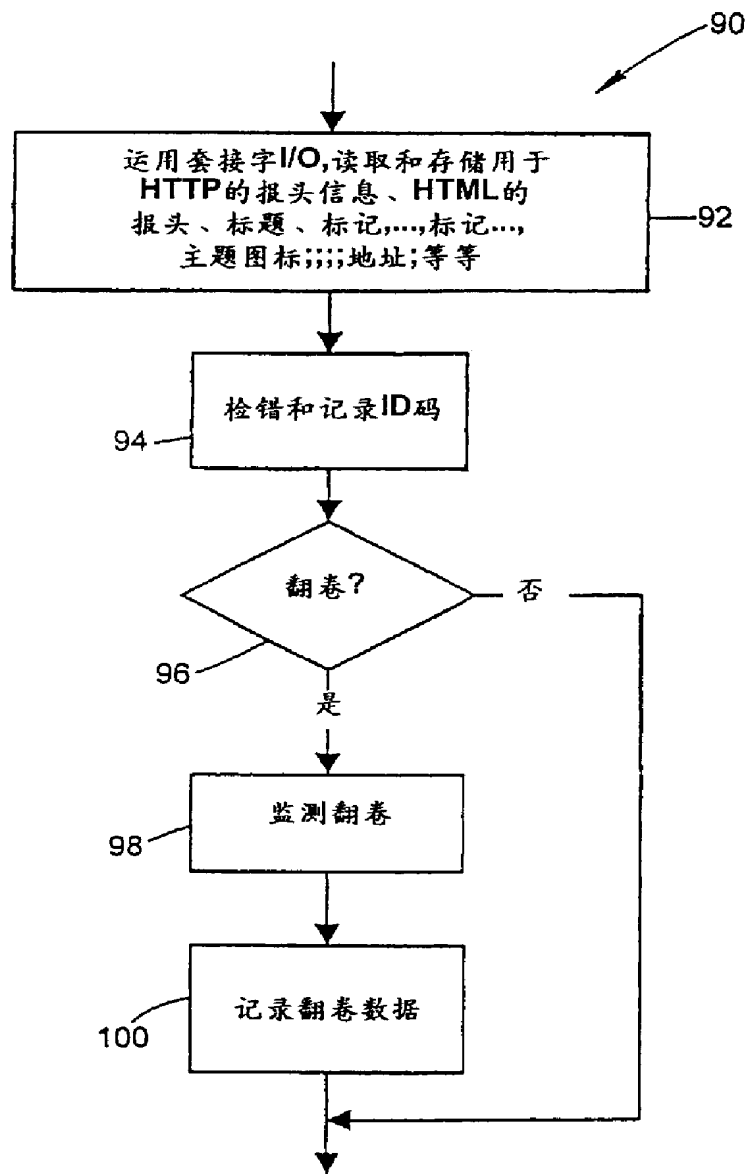 90
运用套接字I/O,读取和存储用于
HTTP的报头信息、HTML的
报头、标题、标记,...,标记...,
主题图标;;;;地址;等等
92
检错和记录ID码
94
翻卷?
否
96
是
监测翻卷
98
记录翻卷数据
100